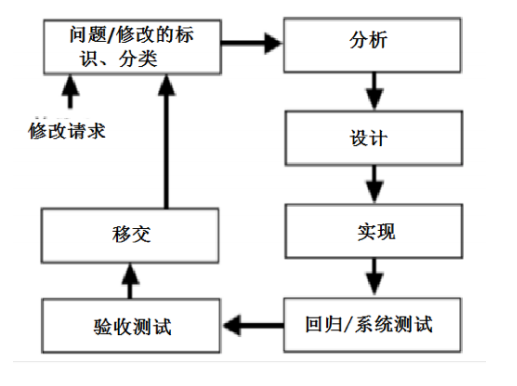 问题/修改的标
识、分类
分析
修改请求
设计
移交
实现
验收测试
回归/系统测试